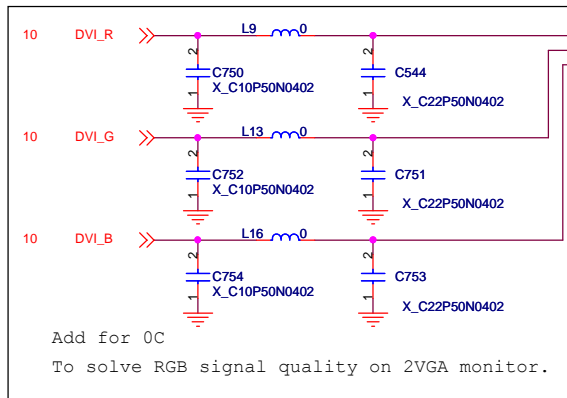 10 DVI_R L9 0
2 2
C750 C544
1 X_C10P50N0402 1
X_C22P50N0402
10 DVI_G L13 0
2 2
C752 C751
1 X_C10P50N0402 1
X_C22P50N0402
10 DVI_B L16 0
2 2
C754 C753
1 X_C10P50N0402 1 X_C22P50N0402
Add for 0C
To solve RGB signal quality on 2VGA monitor.